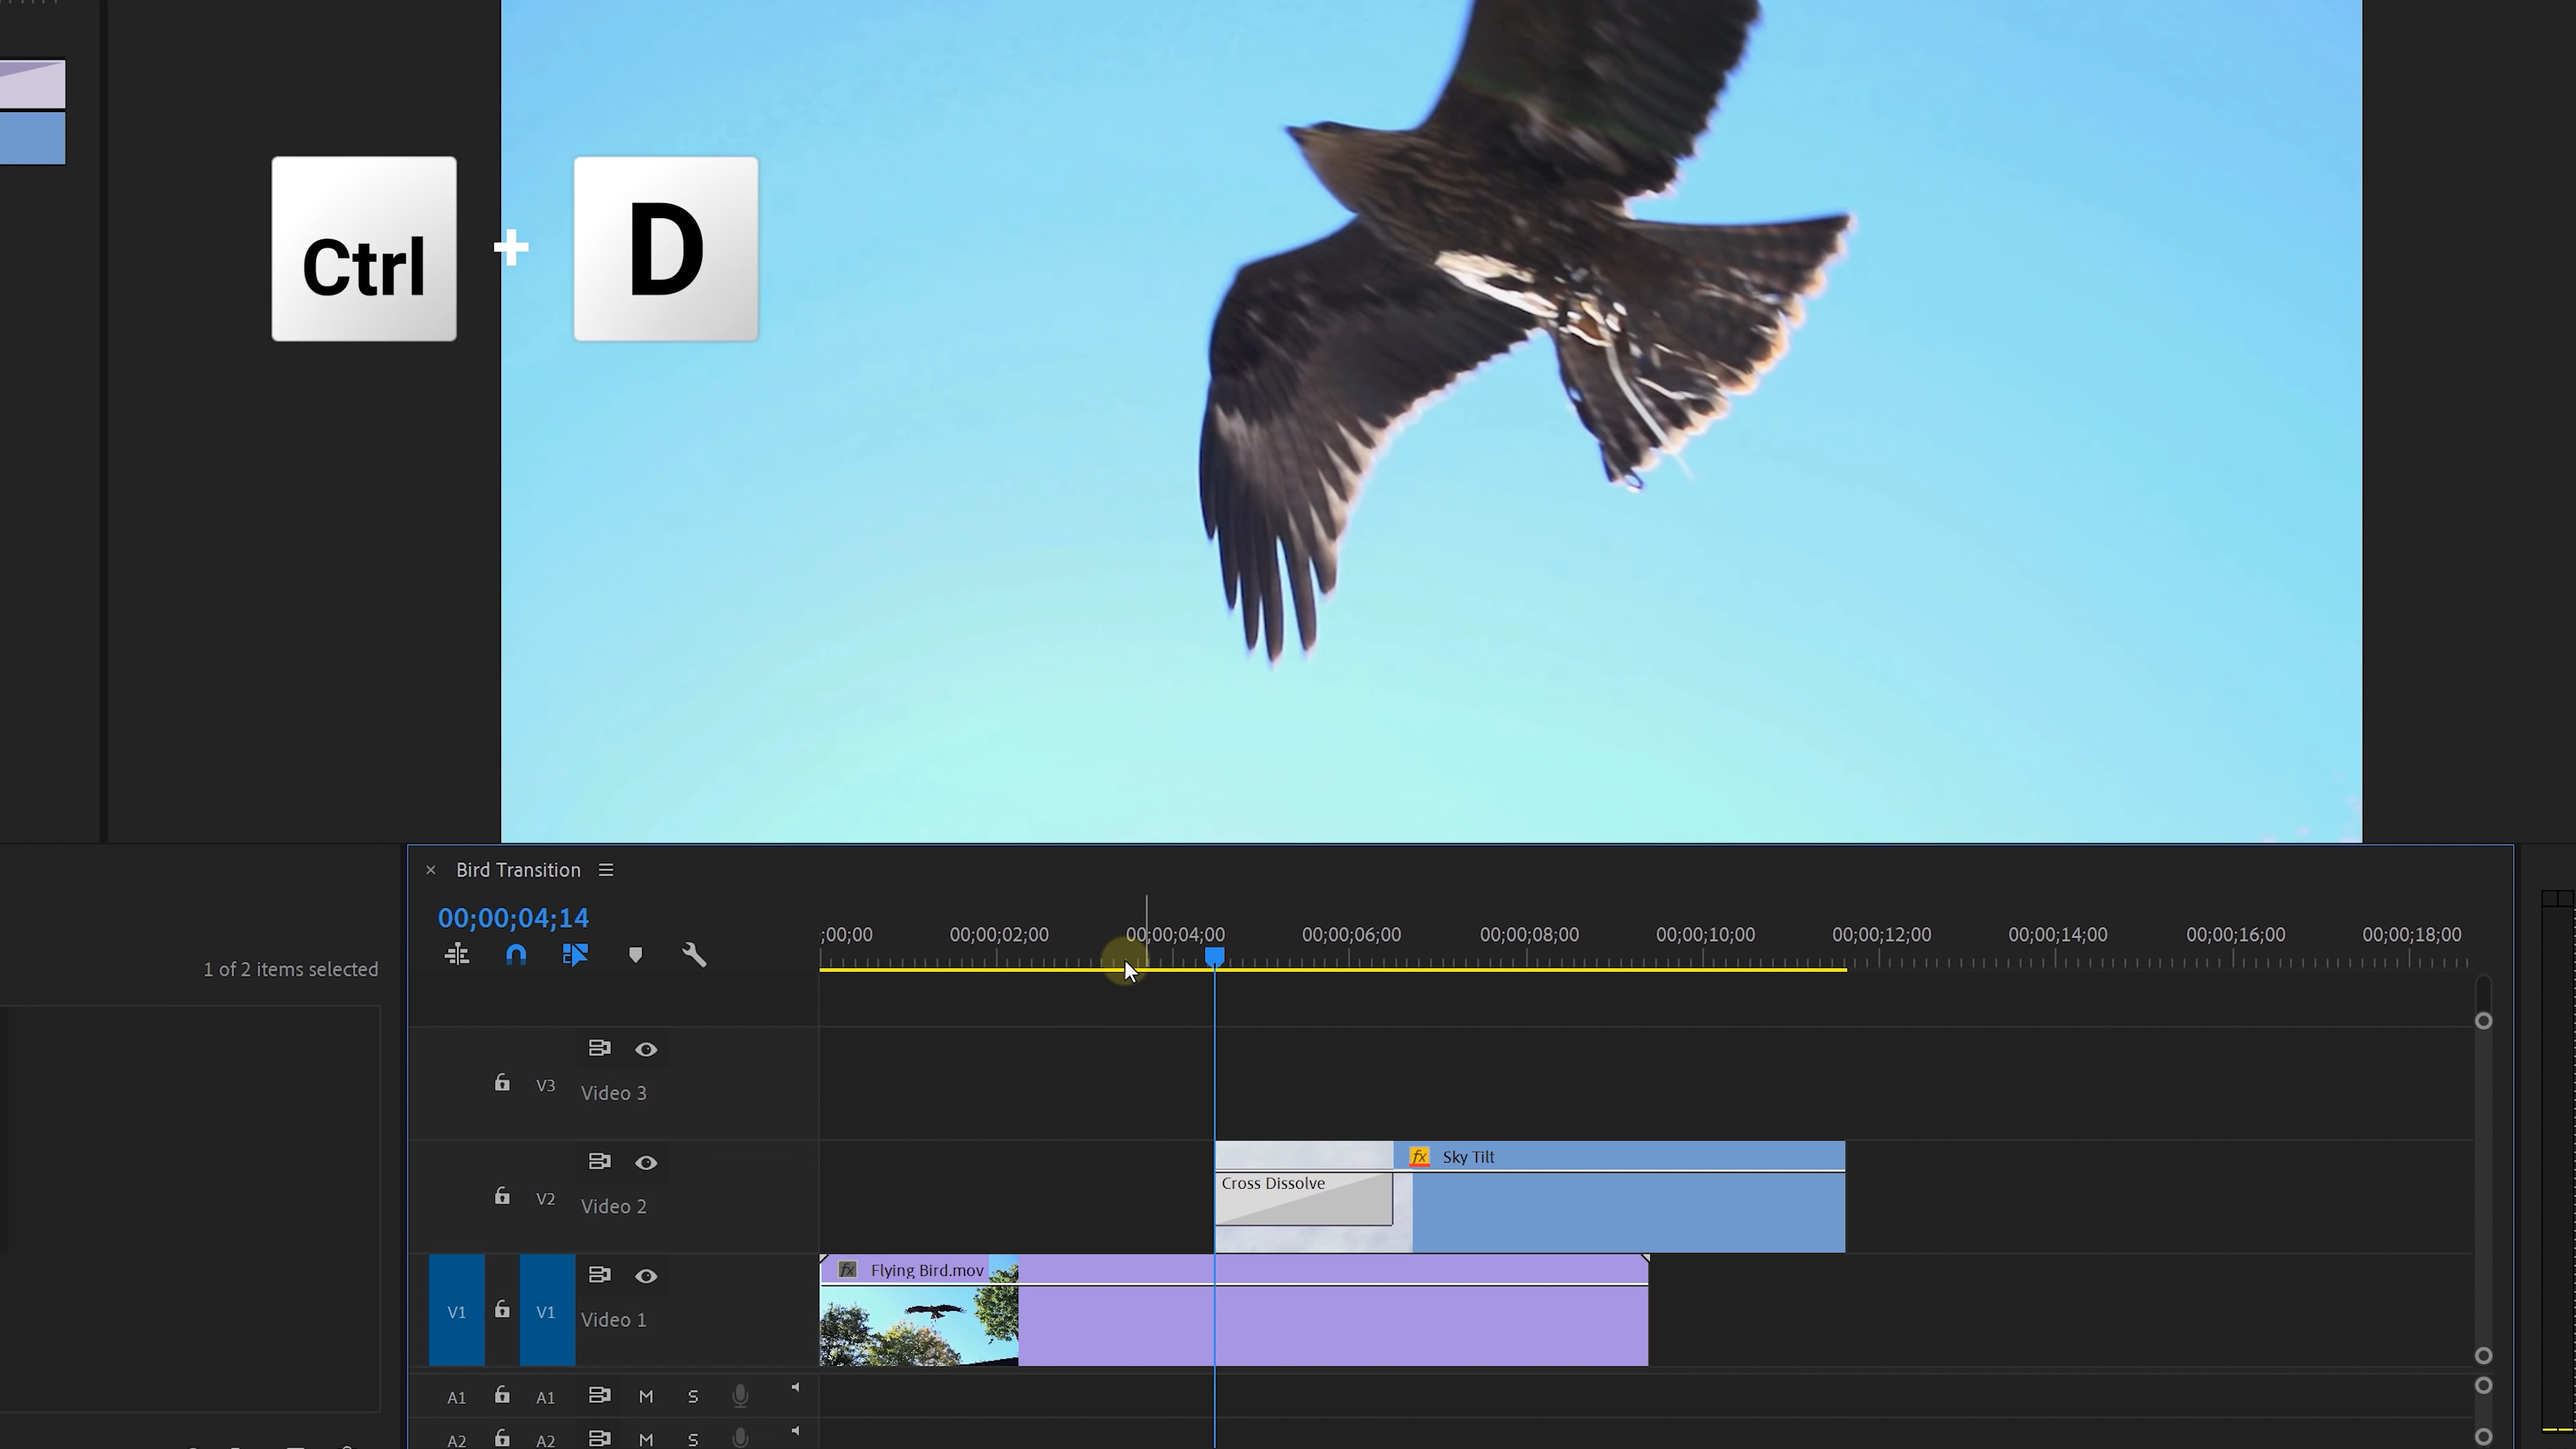 Ctrl + D
Bird Transition
00;00;04;14
;00;00 00;00;02;00 00;00;04;00 00;00;06;00 00;00;08;00 00;00;10;00 00;00;12;00 00;00;14;00 00;00;16;00 00;00;18;00
1 of 2 items selected
V3 Video 3
fx Sky Tilt
Cross Dissolve
V2 Video 2
fx Flying Bird.mov
V1 V1 Video 1
A1 A1 M S
A2 A2 M S